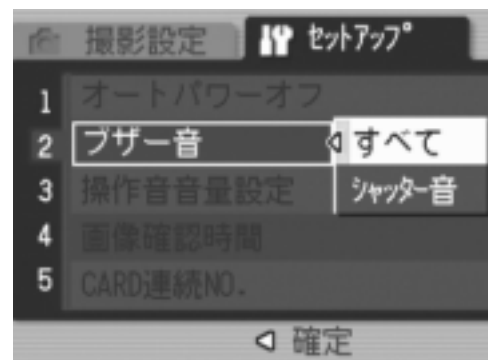 撮影設定 セットアップ
1 オートパワーオフ
2 ブザー音 すべて
3 操作音音量設定 シャッター音
4 画像確認時間
5 CARD連続NO.
確定